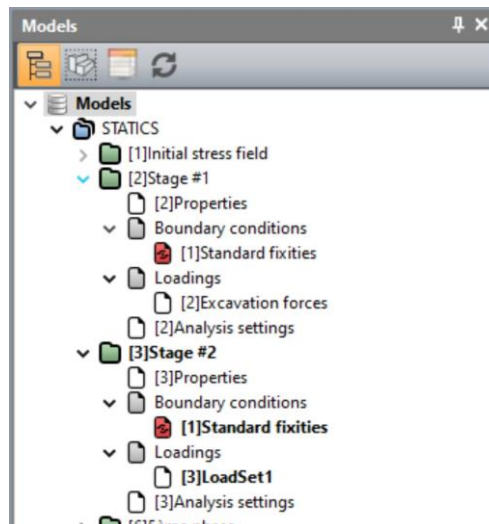 Models
Models
STATICS
[1]Initial stress field
[2]Stage #1
[2]Properties
Boundary conditions
[1]Standard fixities
Loadings
[2]Excavation forces
[2]Analysis settings
[3]Stage #2
[3]Properties
Boundary conditions
[1]Standard fixities
Loadings
[3]LoadSet1
[3]Analysis settings